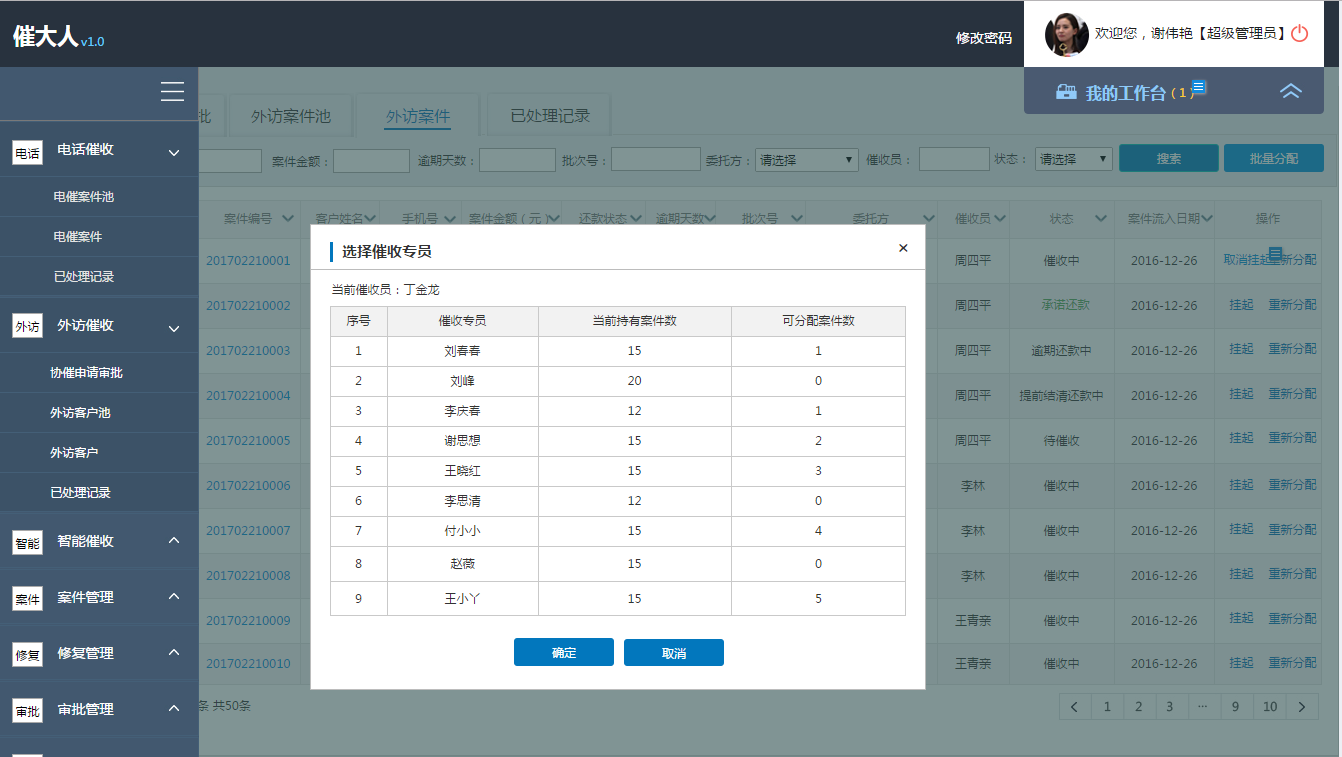 催大人v1.0
修改密码
欢迎您，谢伟艳【超级管理员】
我的工作台（1）
批
外访案件池
外访案件
已处理记录
案件金额：
逾期天数：
批次号：
委托方：
请选择
催收员：
状态：
请选择
搜索
批量分配
电话
电话催收
电催案件池
电催案件
已处理记录
外访
外访催收
协催申请审批
外访客户池
外访客户
已处理记录
智能
智能催收
案件
案件管理
修复
修复管理
审批
审批管理
案件编号 客户姓名 手机号 案件金额（元） 还款状态 逾期天数 批次号 委托方 催收员 状态 案件流入日期 操作
201702210001 周四平 催收中 2016-12-26 取消挂起 重新分配
201702210002 周四平 承诺还款 2016-12-26 挂起 重新分配
201702210003 周四平 逾期还款中 2016-12-26 挂起 重新分配
201702210004 周四平 提前结清还款中 2016-12-26 挂起 重新分配
201702210005 周四平 待催收 2016-12-26 挂起 重新分配
201702210006 李林 催收中 2016-12-26 挂起 重新分配
201702210007 李林 催收中 2016-12-26 挂起 重新分配
201702210008 李林 催收中 2016-12-26 挂起 重新分配
201702210009 王青亲 催收中 2016-12-26 挂起 重新分配
201702210010 王青亲 催收中 2016-12-26 挂起 重新分配
条 共50条
1 2 3 ··· 9 10
选择催收专员
×
当前催收员：丁金龙
序号 催收专员 当前持有案件数 可分配案件数
1 刘春春 15 1
2 刘峰 20 0
3 李庆春 12 1
4 谢思想 15 2
5 王晓红 15 3
6 李思清 12 0
7 付小小 15 4
8 赵薇 15 0
9 王小丫 15 5
确定
取消